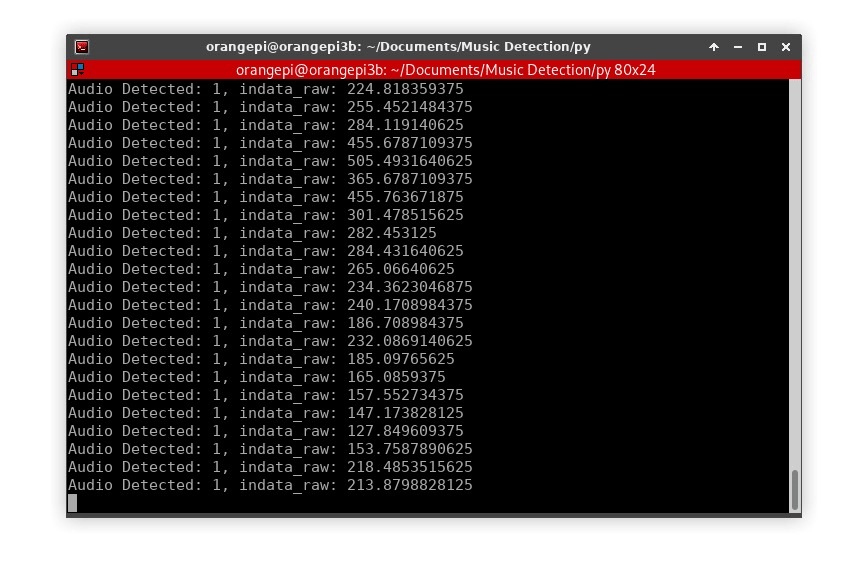 orangepi@orangepi3b: ~/Documents/Music Detection/py
orangepi@orangepi3b: ~/Documents/Music Detection/py 80x24
Audio Detected: 1, indata_raw: 224.818359375
Audio Detected: 1, indata_raw: 255.4521484375
Audio Detected: 1, indata_raw: 284.119140625
Audio Detected: 1, indata_raw: 455.6787109375
Audio Detected: 1, indata_raw: 505.4931640625
Audio Detected: 1, indata_raw: 365.6787109375
Audio Detected: 1, indata_raw: 455.763671875
Audio Detected: 1, indata_raw: 301.478515625
Audio Detected: 1, indata_raw: 282.453125
Audio Detected: 1, indata_raw: 284.431640625
Audio Detected: 1, indata_raw: 265.06640625
Audio Detected: 1, indata_raw: 234.3623046875
Audio Detected: 1, indata_raw: 240.1708984375
Audio Detected: 1, indata_raw: 186.708984375
Audio Detected: 1, indata_raw: 232.0869140625
Audio Detected: 1, indata_raw: 185.09765625
Audio Detected: 1, indata_raw: 165.0859375
Audio Detected: 1, indata_raw: 157.552734375
Audio Detected: 1, indata_raw: 147.173828125
Audio Detected: 1, indata_raw: 127.849609375
Audio Detected: 1, indata_raw: 153.7587890625
Audio Detected: 1, indata_raw: 218.4853515625
Audio Detected: 1, indata_raw: 213.8798828125